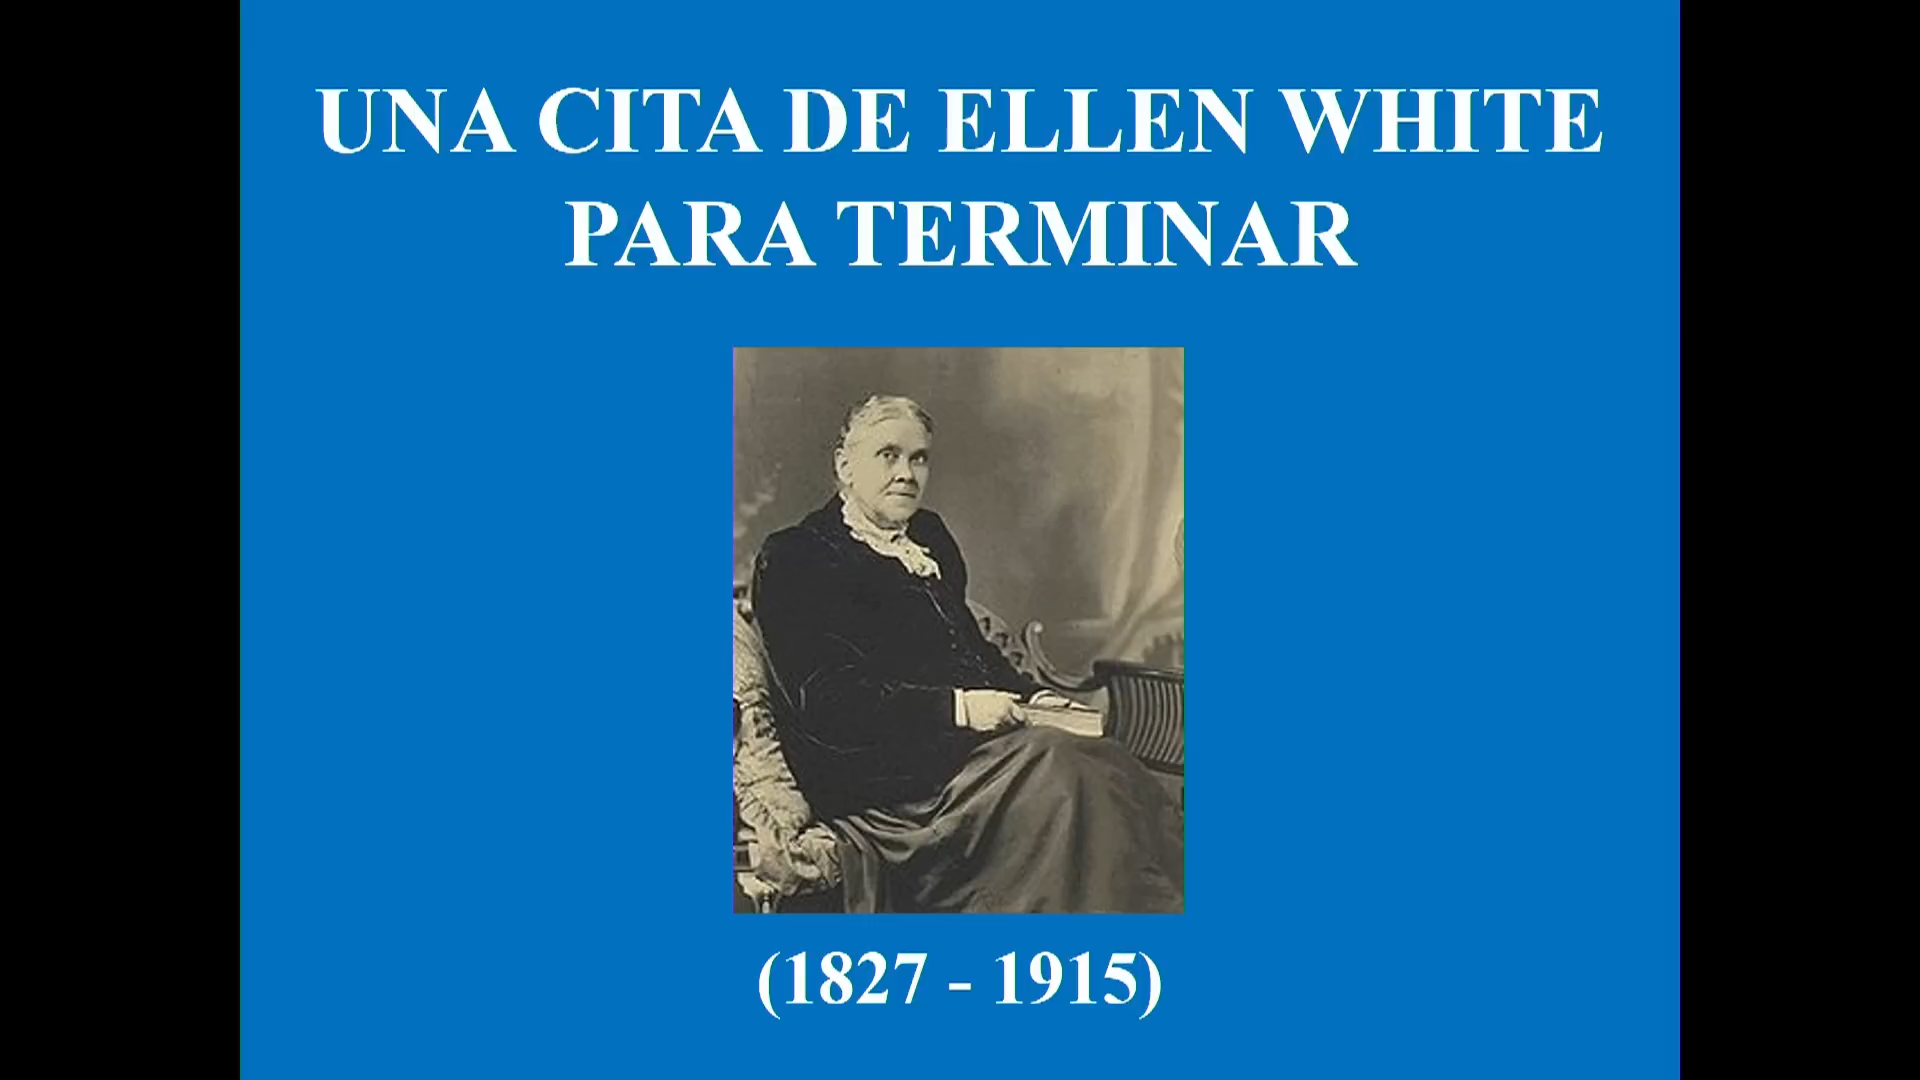 UNA CITA DE ELLEN WHITE
PARA TERMINAR
(1827 - 1915)